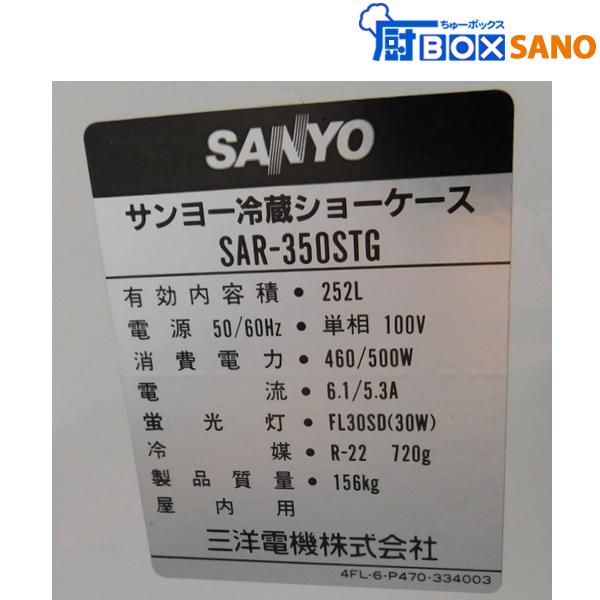 ちゅーボックス
厨BOX SANO
SANYO
サンヨー冷蔵ショーケース
SAR-350STG
有効内容積・252L
電源 50/60Hz・単相 100V
消費電力・460/500W
電流・6.1/5.3A
蛍光灯・FL30SD(30W)
冷媒・R-22 720g
製品質量・156kg
屋内用
三洋電機株式会社
4FL-6-P470-334003